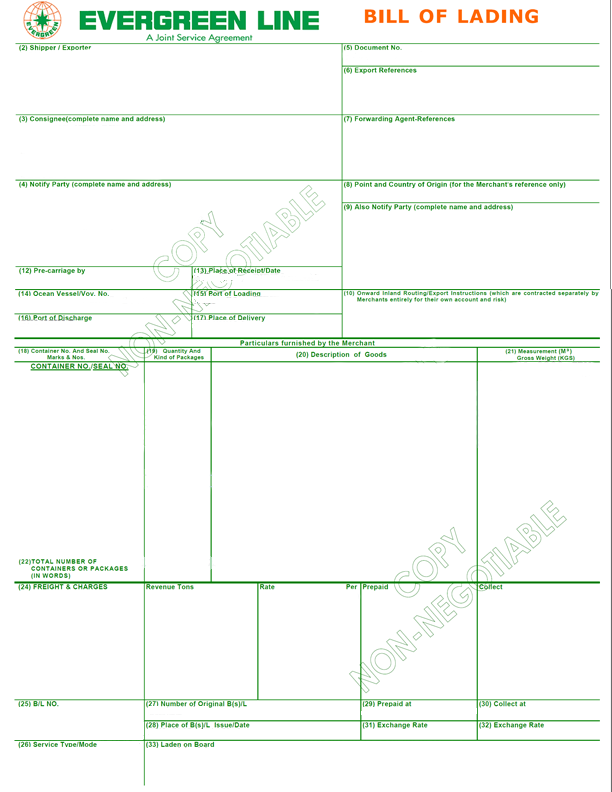 EVERGREEN
EVERGREEN LINE
A Joint Service Agreement
BILL OF LADING
(2) Shipper / Exporter
(5) Document No.
(6) Export References
(3) Consignee(complete name and address)
(7) Forwarding Agent-References
(4) Notify Party (complete name and address)
(8) Point and Country of Origin (for the Merchant's reference only)
(9) Also Notify Party (complete name and address)
COPY
NON-NEGOTIABLE
(12) Pre-carriage by
(13) Place of Receipt/Date
(14) Ocean Vessel/Vov. No.
(15) Port of Loading
(10) Onward Inland Routing/Export Instructions (which are contracted separately by
Merchants entirely for their own account and risk)
(16) Port of Discharge
(17) Place of Delivery
Particulars furnished by the Merchant
(18) Container No. And Seal No.
Marks & Nos.
(19) Quantity And
Kind of Packages
(20) Description of Goods
(21) Measurement (M³)
Gross Weight (KGS)
CONTAINER NO./SEAL NO.
(22)TOTAL NUMBER OF
CONTAINERS OR PACKAGES
(IN WORDS)
COPY
NON-NEGOTIABLE
(24) FREIGHT & CHARGES
Revenue Tons
Rate
Per
Prepaid
Collect
(25) B/L NO.
(27) Number of Original B(s)/L
(29) Prepaid at
(30) Collect at
(28) Place of B(s)/L Issue/Date
(31) Exchange Rate
(32) Exchange Rate
(26) Service Type/Mode
(33) Laden on Board